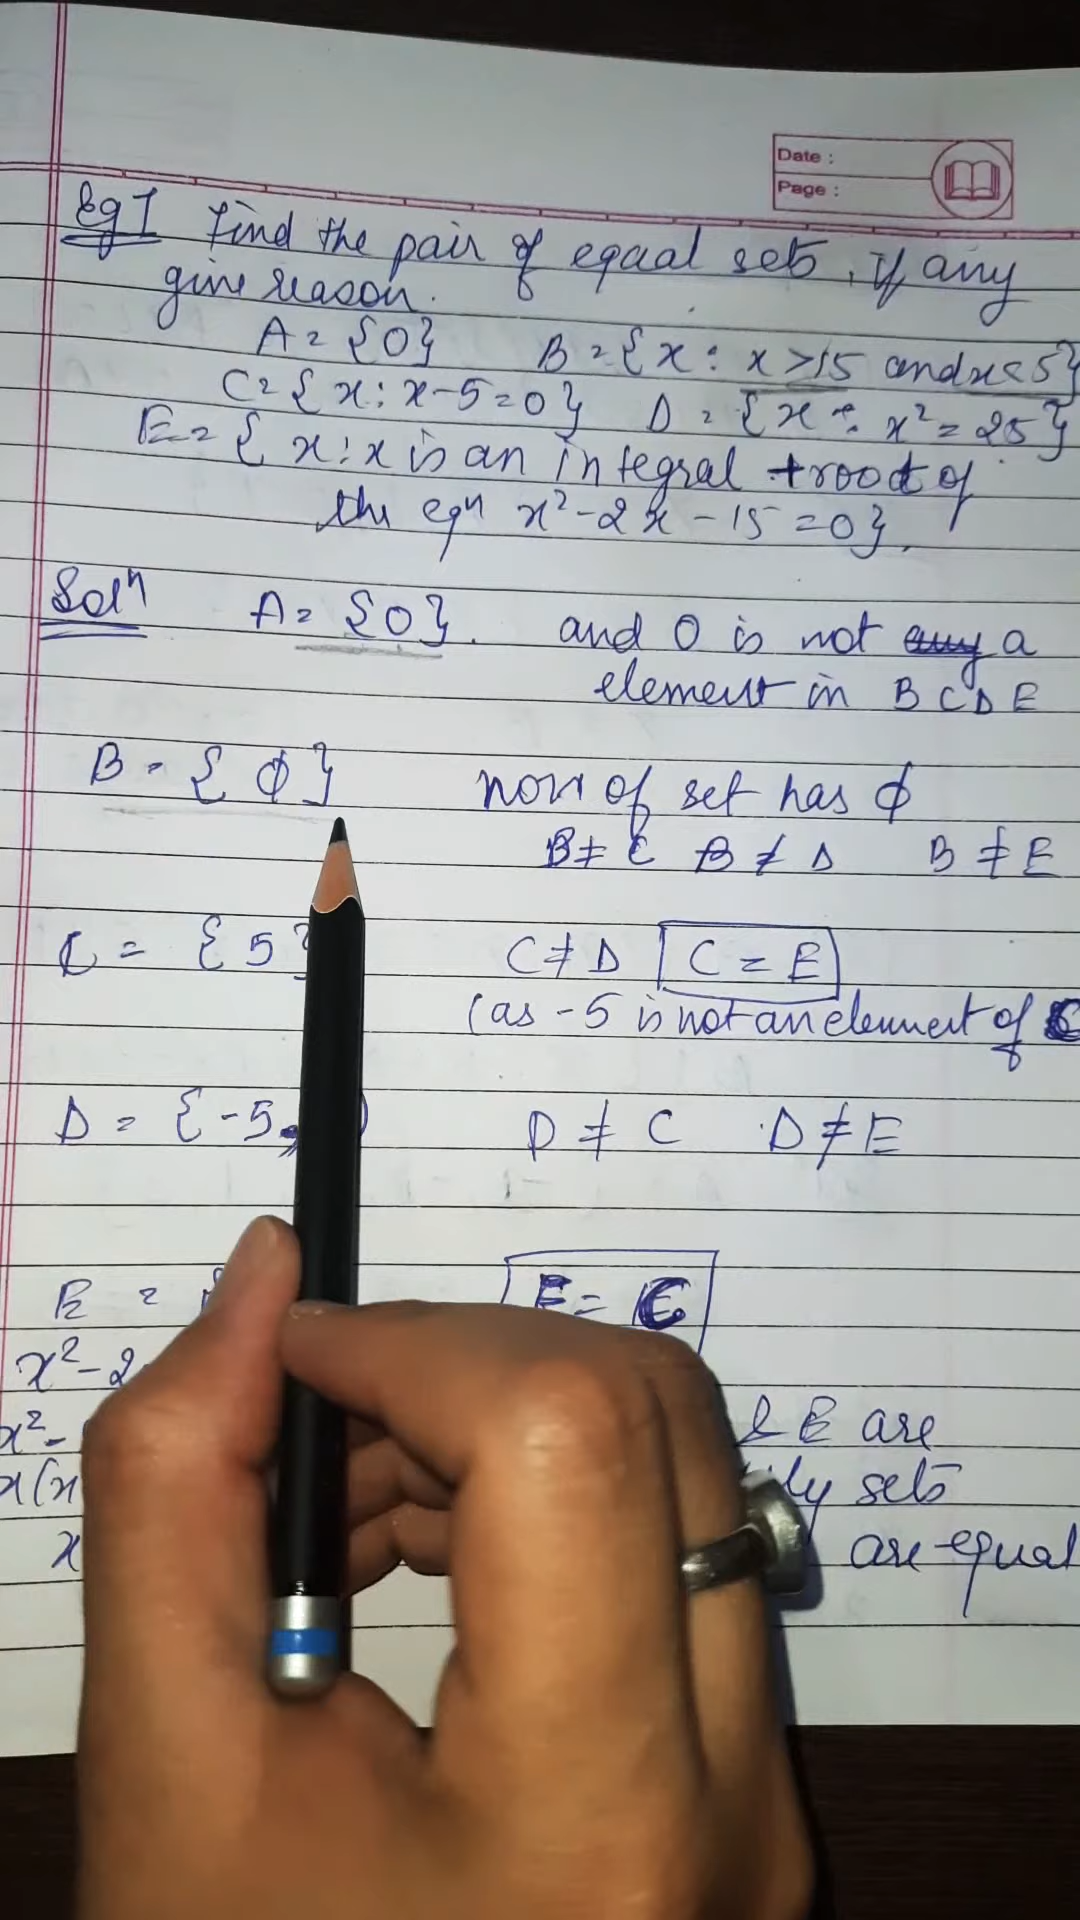 Date :
Page :
Eg 1 Find the pair of equal sets, if any
give reason.
A = {0} B = {x : x > 15 and x < 5}
C = {x : x-5=0} D = {x : x² = 25}
E = {x : x is an integral +root of
the eqⁿ x² - 2x - 15 = 0}.
Solⁿ A = {0}. and 0 is not a
element in B C D E
B = {ϕ} non of set has ϕ
B ≠ C B ≠ D B ≠ E
C = {5} C ≠ D C = E
(as -5 is not an element of C
D = {-5, D ≠ C D ≠ E
E = { E = C
x² - 2
x² - & E are
x(x sets
x are equal